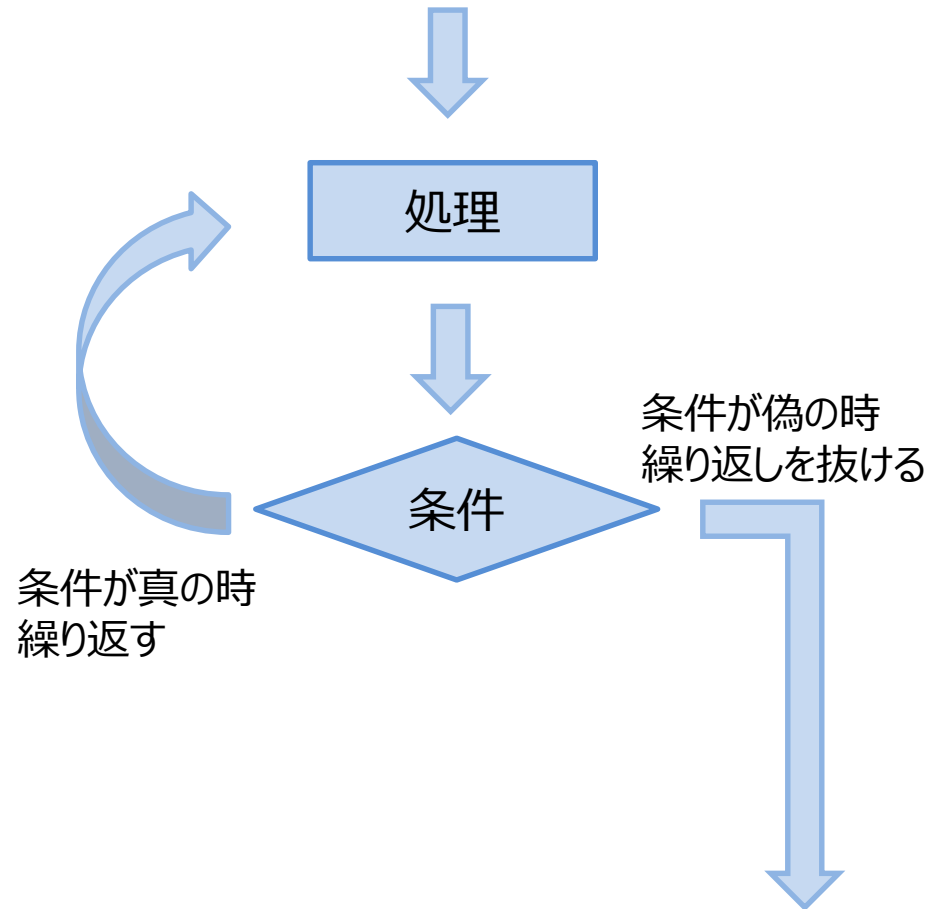 処理
条件が偽の時
繰り返しを抜ける
条件
条件が真の時
繰り返す